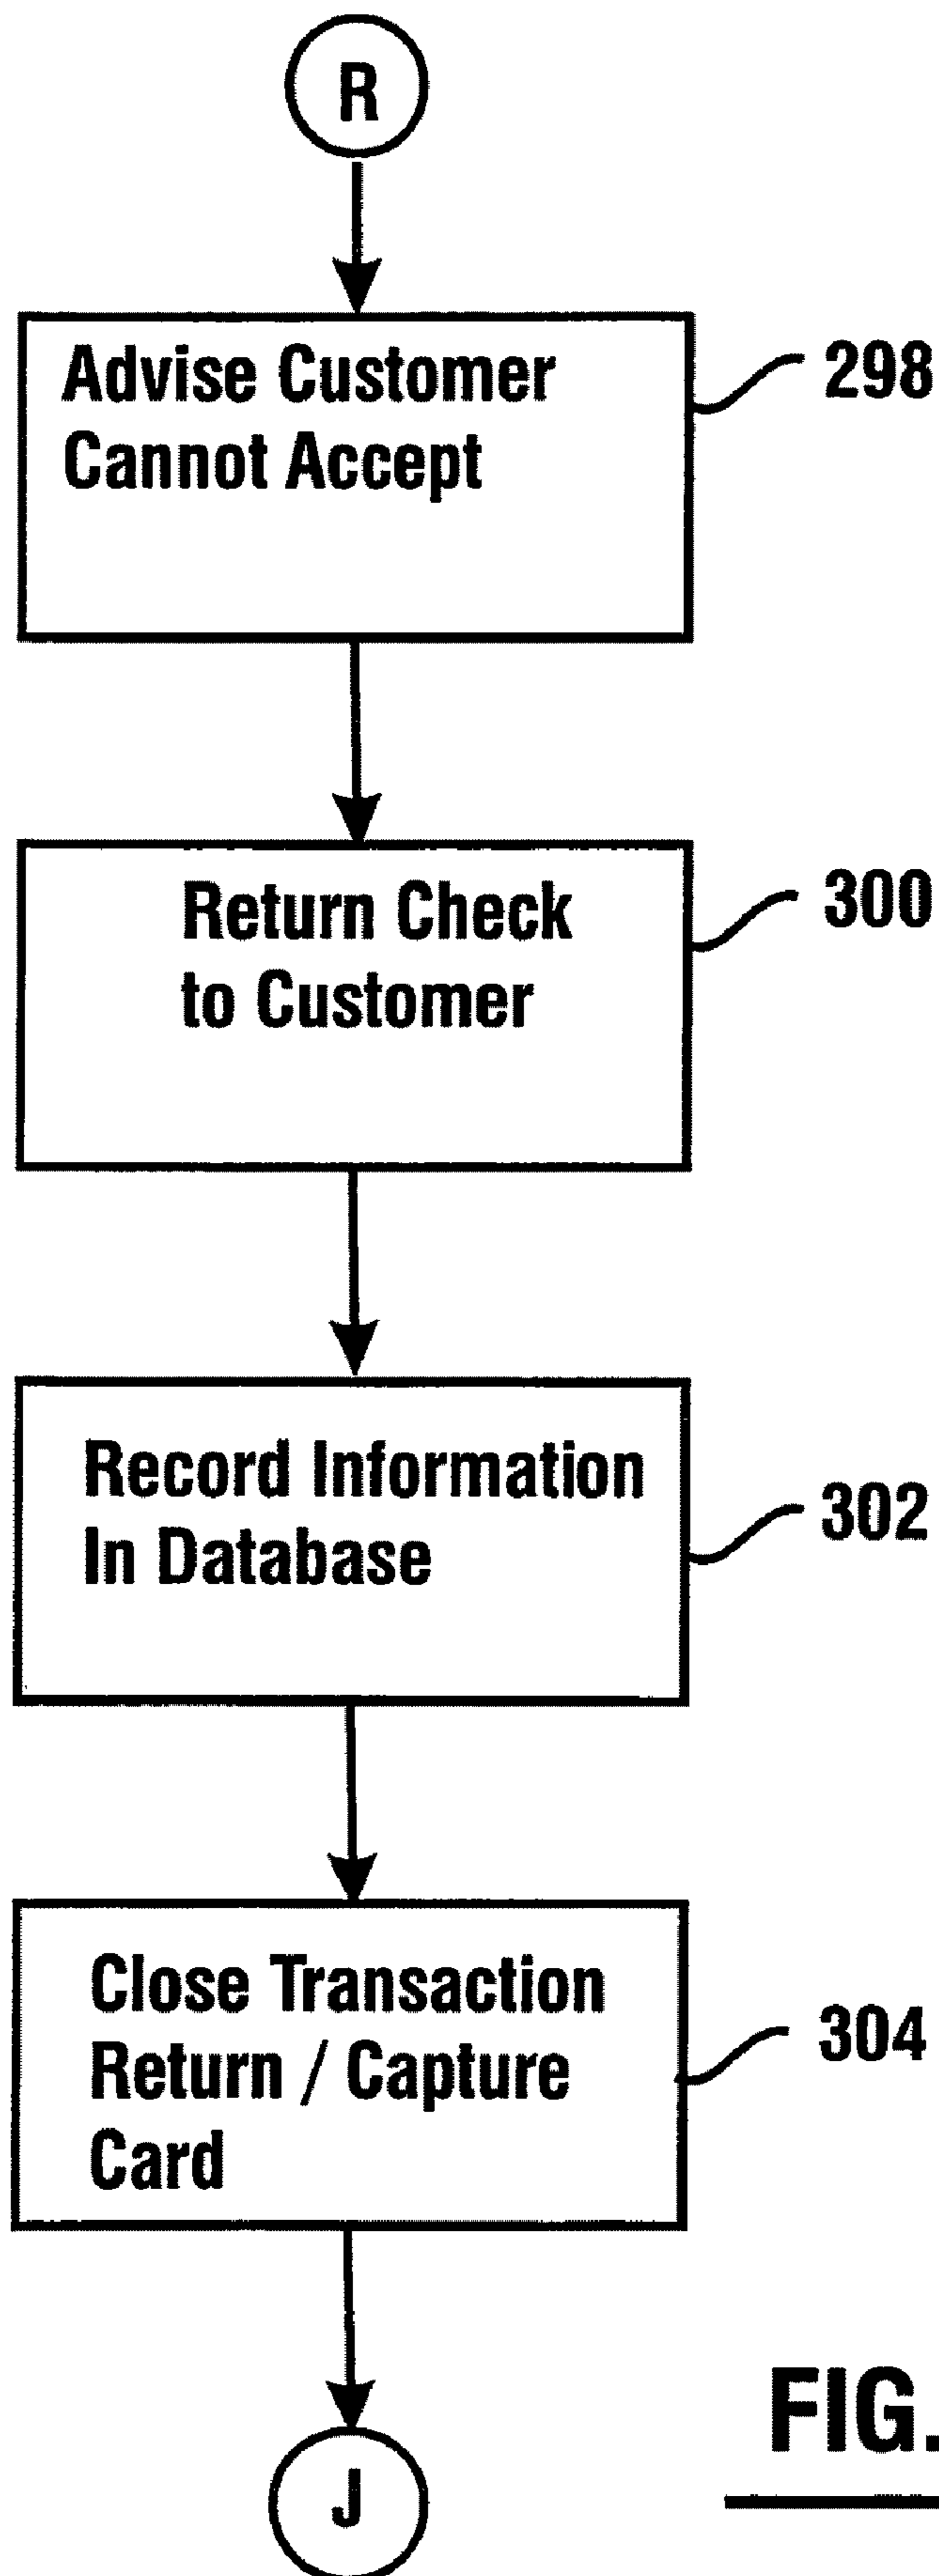 R
Advise Customer
Cannot Accept
298
Return Check
to Customer
300
Record Information
In Database
302
Close Transaction
Return / Capture
Card
304
J
FIG.